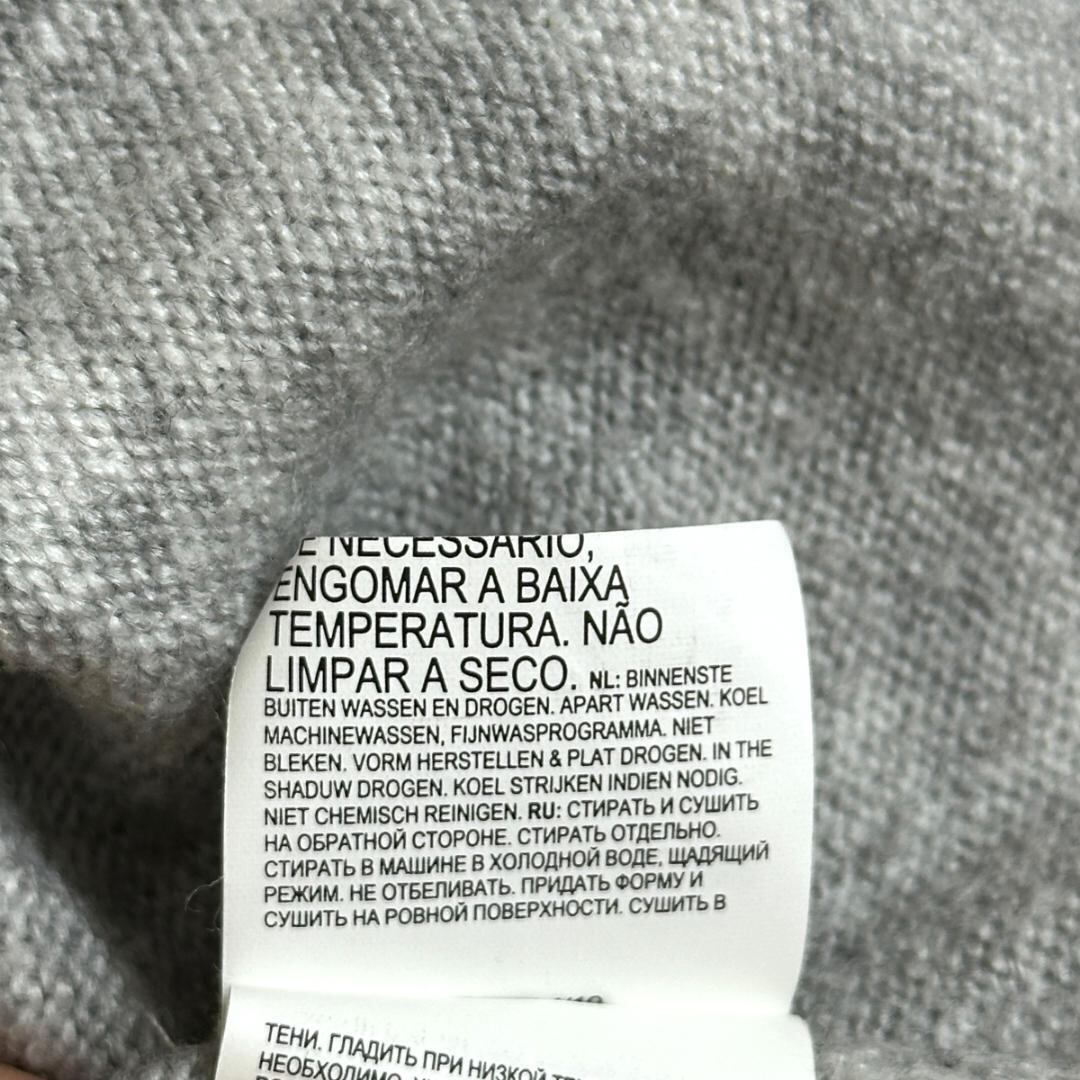 E NECESSÁRIO,
ENGOMAR A BAIXA
TEMPERATURA. NÃO
LIMPAR A SECO. NL: BINNENSTE
BUITEN WASSEN EN DROGEN. APART WASSEN. KOEL
MACHINEWASSEN, FIJNWASPROGRAMMA. NIET
BLEKEN. VORM HERSTELLEN & PLAT DROGEN. IN THE
SHADUW DROGEN. KOEL STRIJKEN INDIEN NODIG.
NIET CHEMISCH REINIGEN. RU: СТИРАТЬ И СУШИТЬ
НА ОБРАТНОЙ СТОРОНЕ. СТИРАТЬ ОТДЕЛЬНО.
СТИРАТЬ В МАШИНЕ В ХОЛОДНОЙ ВОДЕ, ЩАДЯЩИЙ
РЕЖИМ. НЕ ОТБЕЛИВАТЬ. ПРИДАТЬ ФОРМУ И
СУШИТЬ НА РОВНОЙ ПОВЕРХНОСТИ. СУШИТЬ В
ТЕНИ. ГЛАДИТЬ ПРИ НИЗКОЙ
НЕОБХОДИМО.